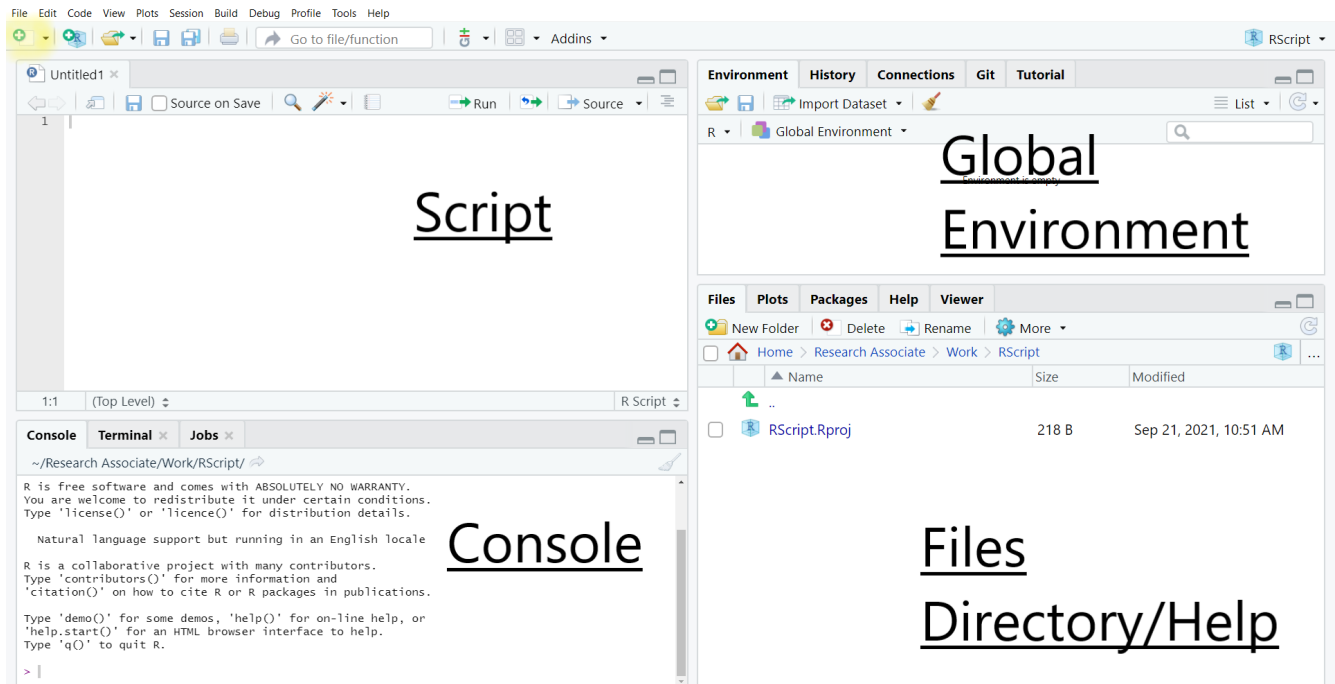 File Edit Code View Plots Session Build Debug Profile Tools Help
Go to file/function Addins RScript
Untitled1
Source on Save Run Source
1
Script
1:1 (Top Level) R Script
Console Terminal Jobs
~/Research Associate/Work/RScript/
R is free software and comes with ABSOLUTELY NO WARRANTY.
You are welcome to redistribute it under certain conditions.
Type 'license()' or 'licence()' for distribution details.
Natural language support but running in an English locale
R is a collaborative project with many contributors.
Type 'contributors()' for more information and
'citation()' on how to cite R or R packages in publications.
Type 'demo()' for some demos, 'help()' for on-line help, or
'help.start()' for an HTML browser interface to help.
Type 'q()' to quit R.
>
Console
Environment History Connections Git Tutorial
Import Dataset List
R Global Environment
Global
Environment is empty
Environment
Files Plots Packages Help Viewer
New Folder Delete Rename More
Home > Research Associate > Work > RScript ...
Name Size Modified
..
RScript.Rproj 218 B Sep 21, 2021, 10:51 AM
Files
Directory/Help